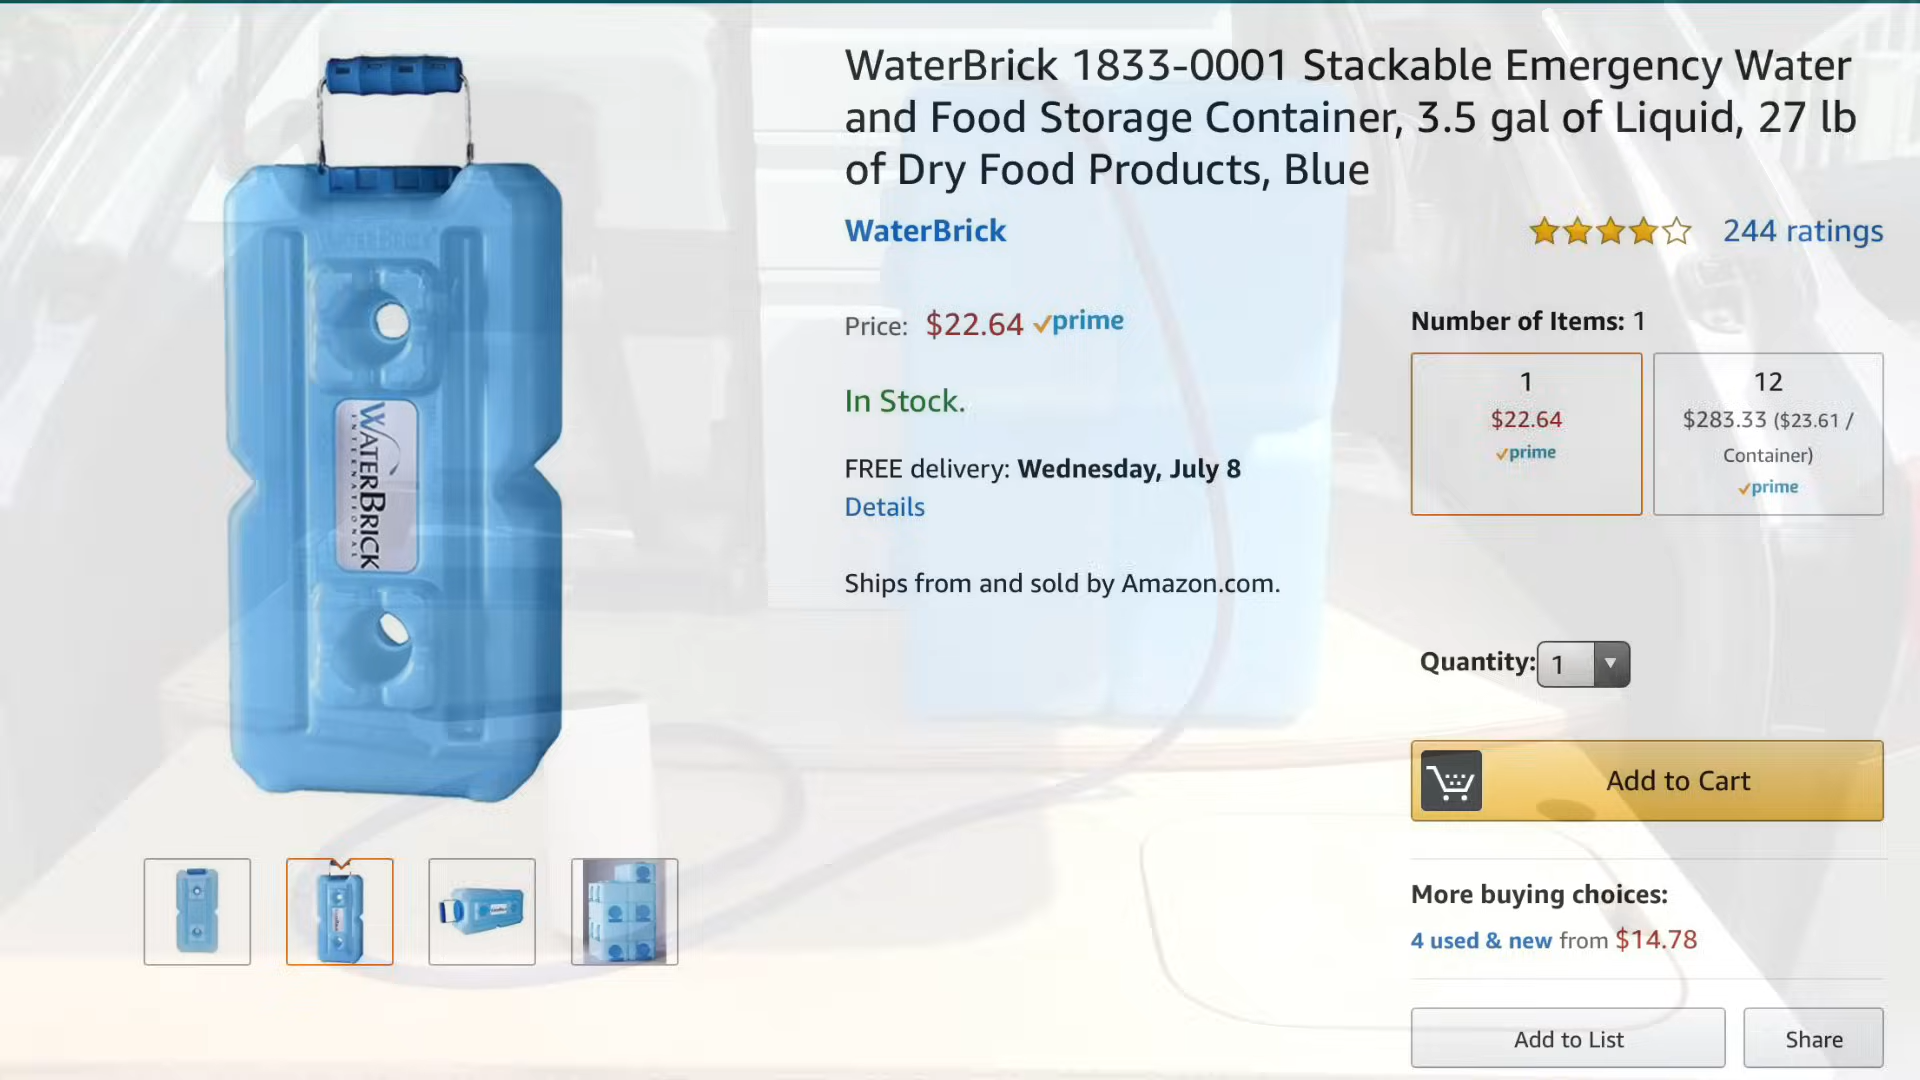 WaterBrick 1833-0001 Stackable Emergency Water
and Food Storage Container, 3.5 gal of Liquid, 27 lb
of Dry Food Products, Blue
WaterBrick
244 ratings
Price: $22.64 prime
In Stock.
FREE delivery: Wednesday, July 8
Details
Ships from and sold by Amazon.com.
Number of Items: 1
1
$22.64
prime
12
$283.33 ($23.61 /
Container)
prime
Quantity: 1
Add to Cart
More buying choices:
4 used & new from $14.78
Add to List
Share
WATERBRICK
INTERNATIONAL